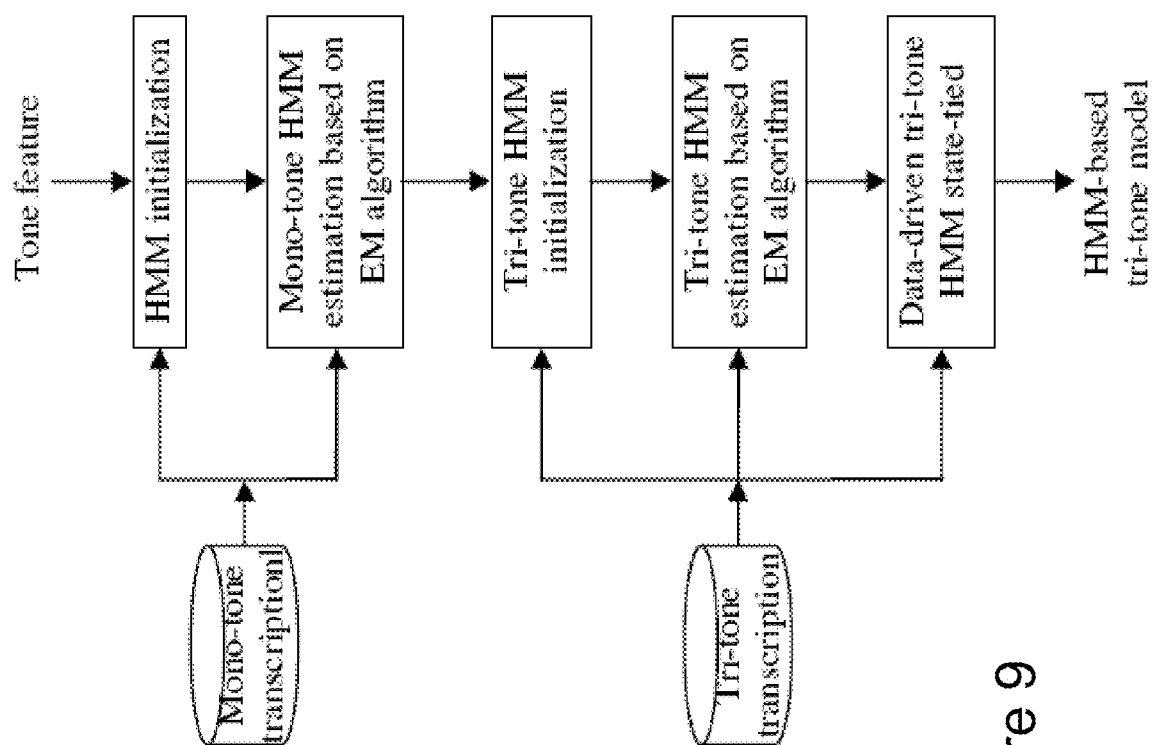 Tone feature
HMM initialization
Mono-tone HMM
estimation based on
EM algorithm
Tri-tone HMM
initialization
Tri-tone HMM
estimation based on
EM algorithm
Data-driven tri-tone
HMM state-tied
HMM-based
tri-tone model
Mono-tone
transcription
Tri-tone
transcription
re 9